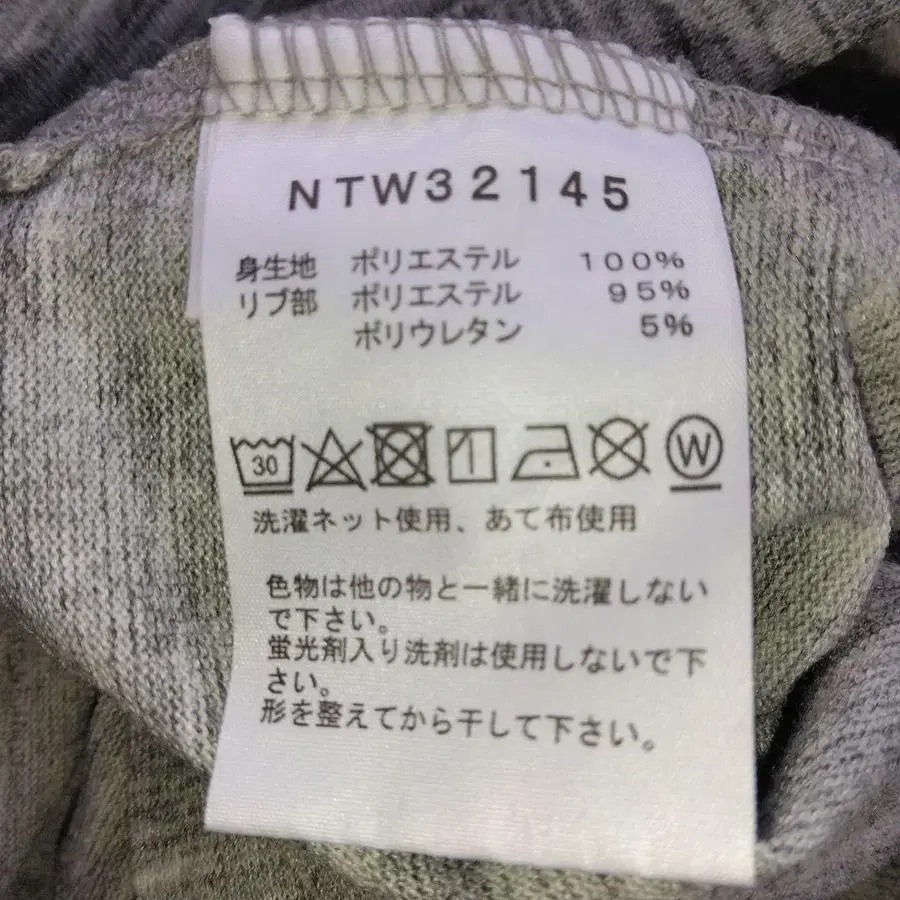 NTW32145
身生地 ポリエステル 100%
リブ部 ポリエステル 95%
ポリウレタン 5%
30 W
洗濯ネット使用、あて布使用
色物は他の物と一緒に洗濯しない
で下さい。
蛍光剤入り洗剤は使用しないで下
さい。
形を整えてから干して下さい。